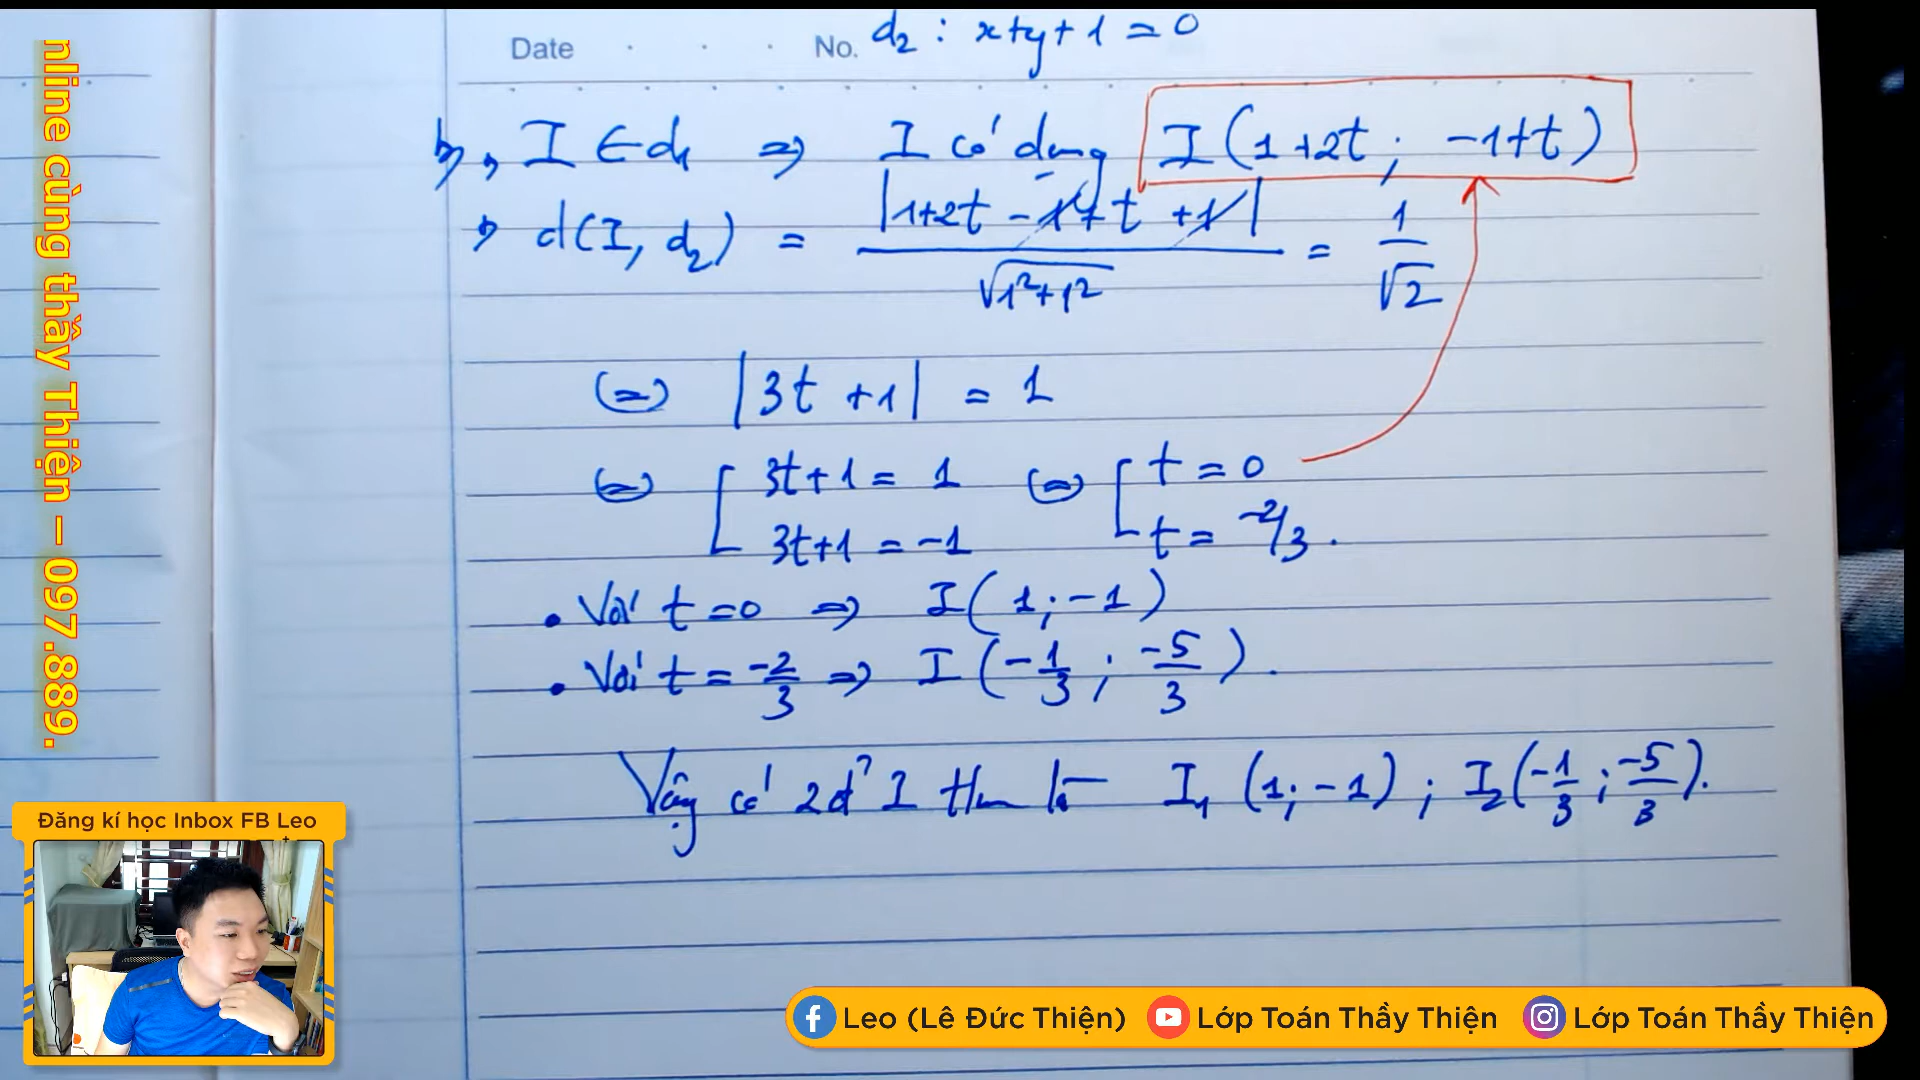 nline cùng thầy Thiện – 097.889.
Date No. d₂ : x+y+1 = 0
b, I ∈ d₁ => I có dạng I(1+2t ; -1+t)
d(I, d₂) = |1+2t -1+t +1| / √1²+1² = 1/√2
<=> |3t+1| = 1
<=> [ 3t+1 = 1 <=> [ t = 0
3t+1 = -1 t = -2/3 .
• Với t=0 => I(1;-1)
• Với t = -2/3 => I(-1/3 ; -5/3).
Vậy có 2đ' I là I₁(1;-1) ; I₂(-1/3 ; -5/3).
Đăng kí học Inbox FB Leo
Leo (Lê Đức Thiện) Lớp Toán Thầy Thiện Lớp Toán Thầy Thiện